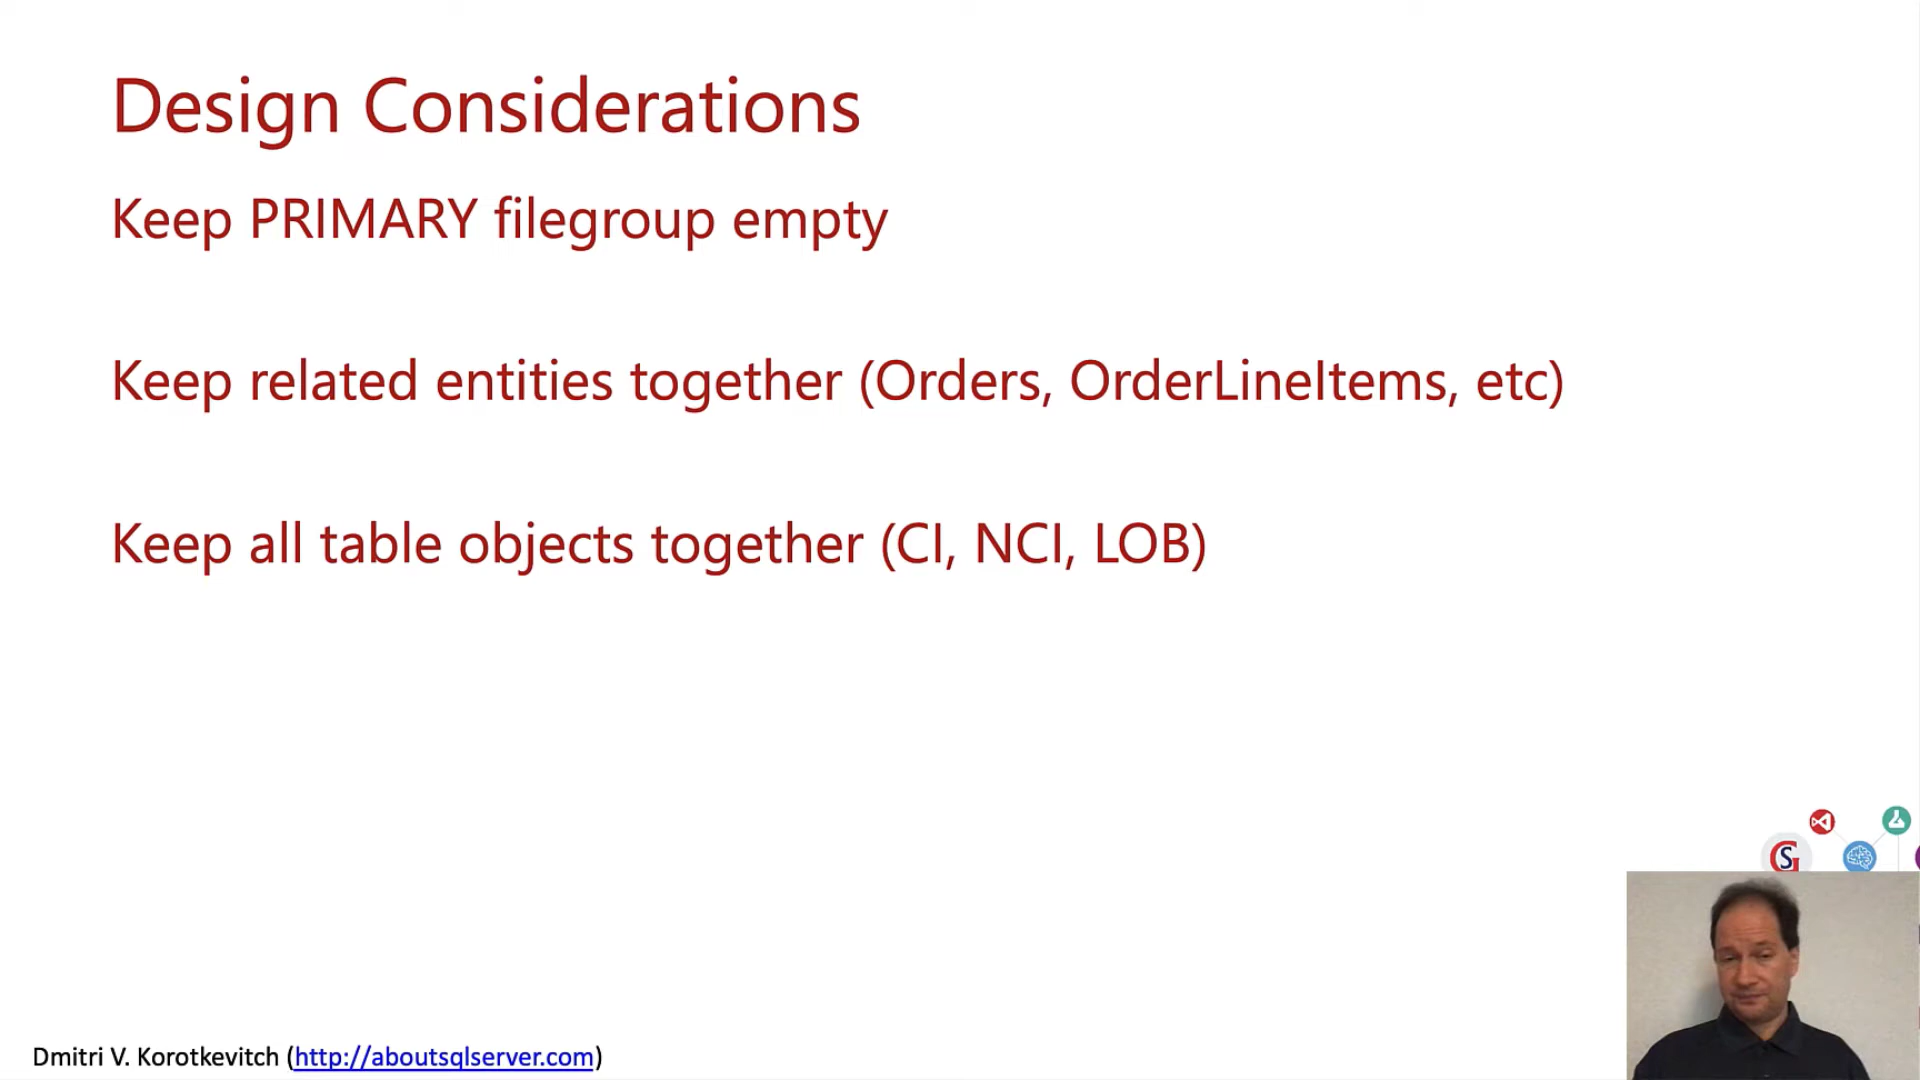 Design Considerations
Keep PRIMARY filegroup empty
Keep related entities together (Orders, OrderLineItems, etc)
Keep all table objects together (CI, NCI, LOB)
GS
Dmitri V. Korotkevitch (http://aboutsqlserver.com)